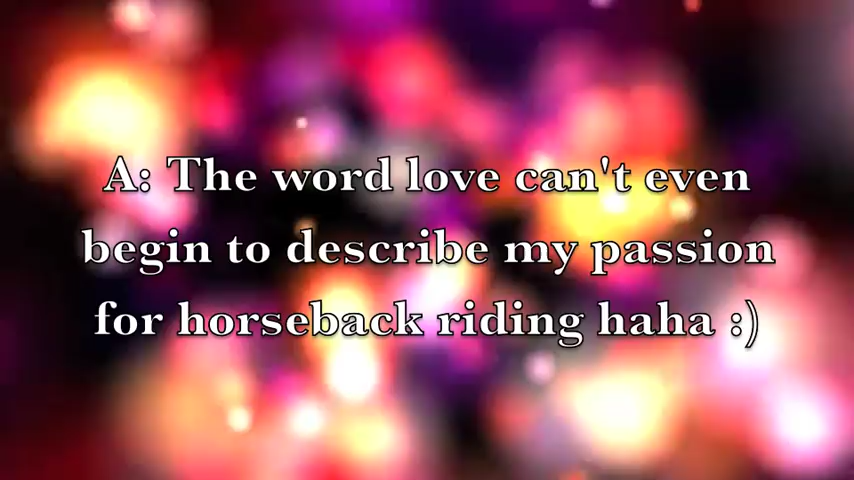 A: The word love can't even
begin to describe my passion
for horseback riding haha :)